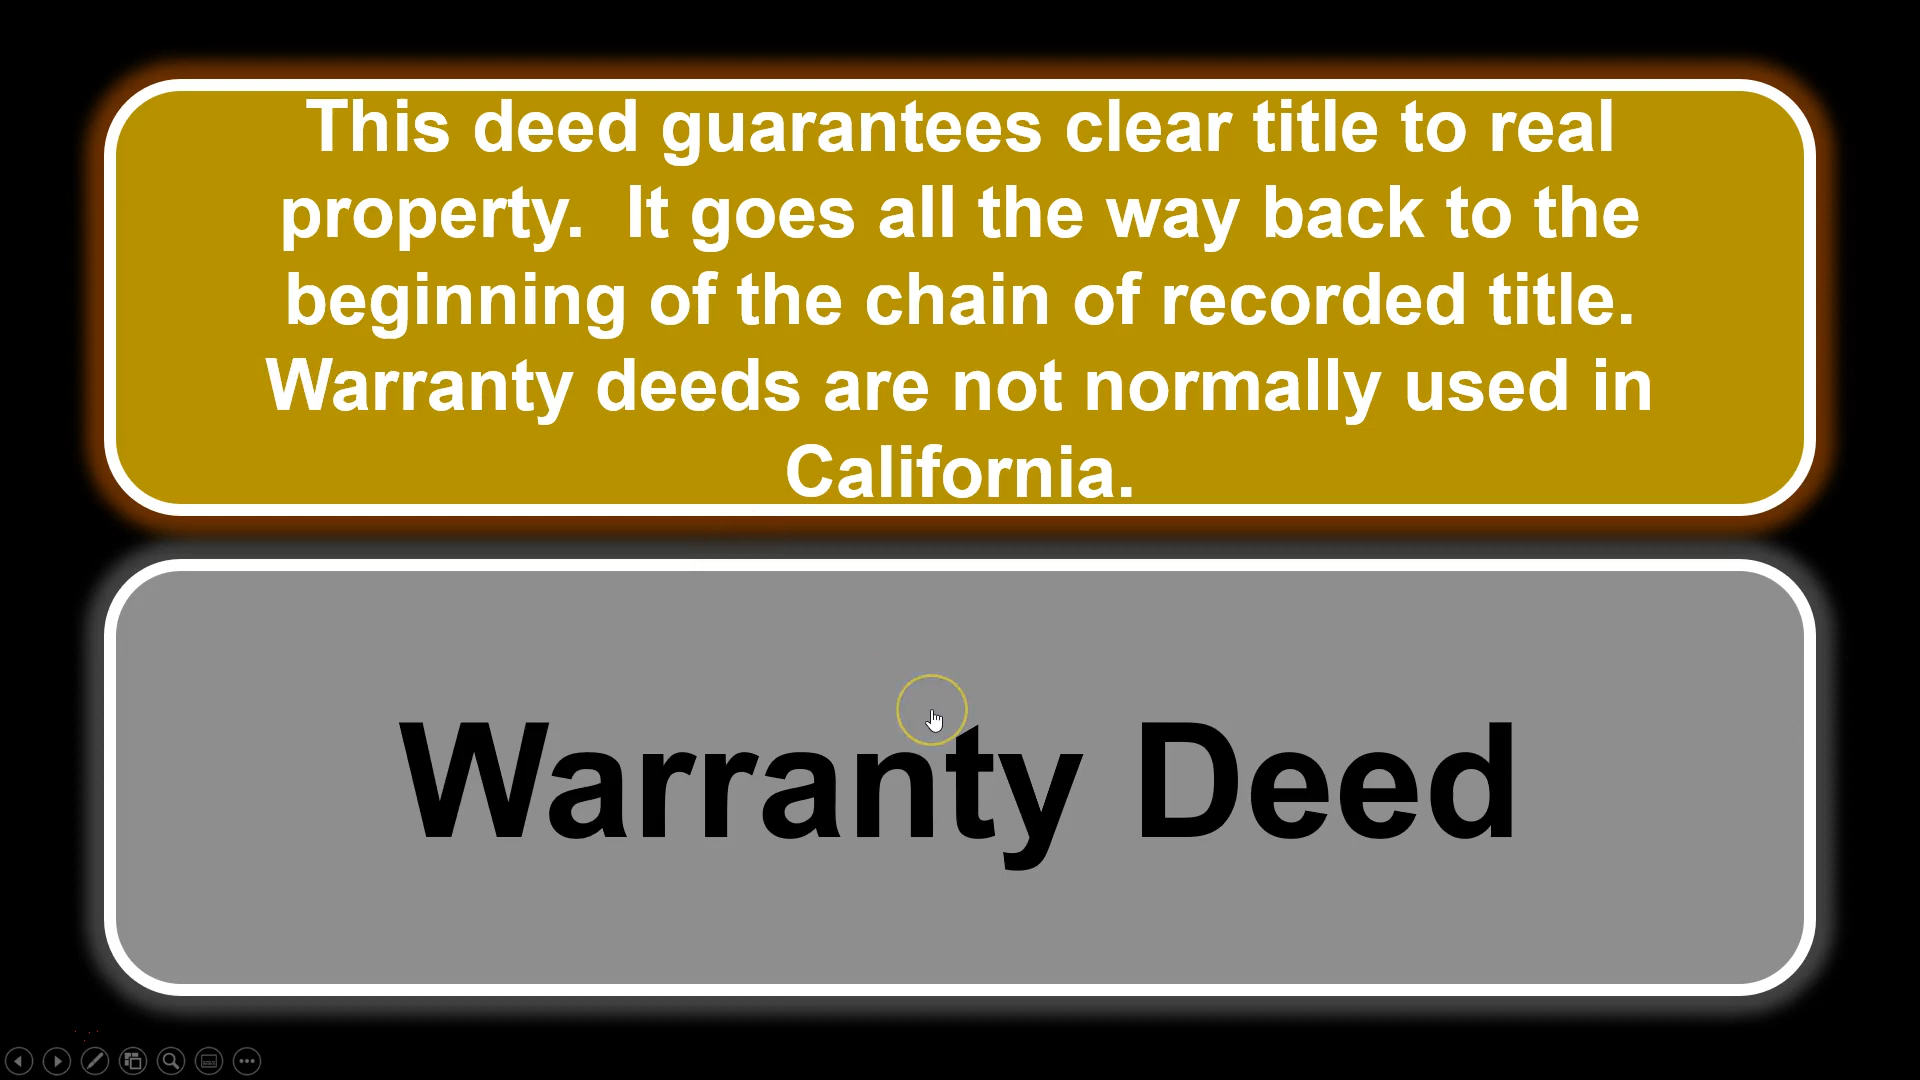 This deed guarantees clear title to real
property.  It goes all the way back to the
beginning of the chain of recorded title.
Warranty deeds are not normally used in
California.
Warranty Deed